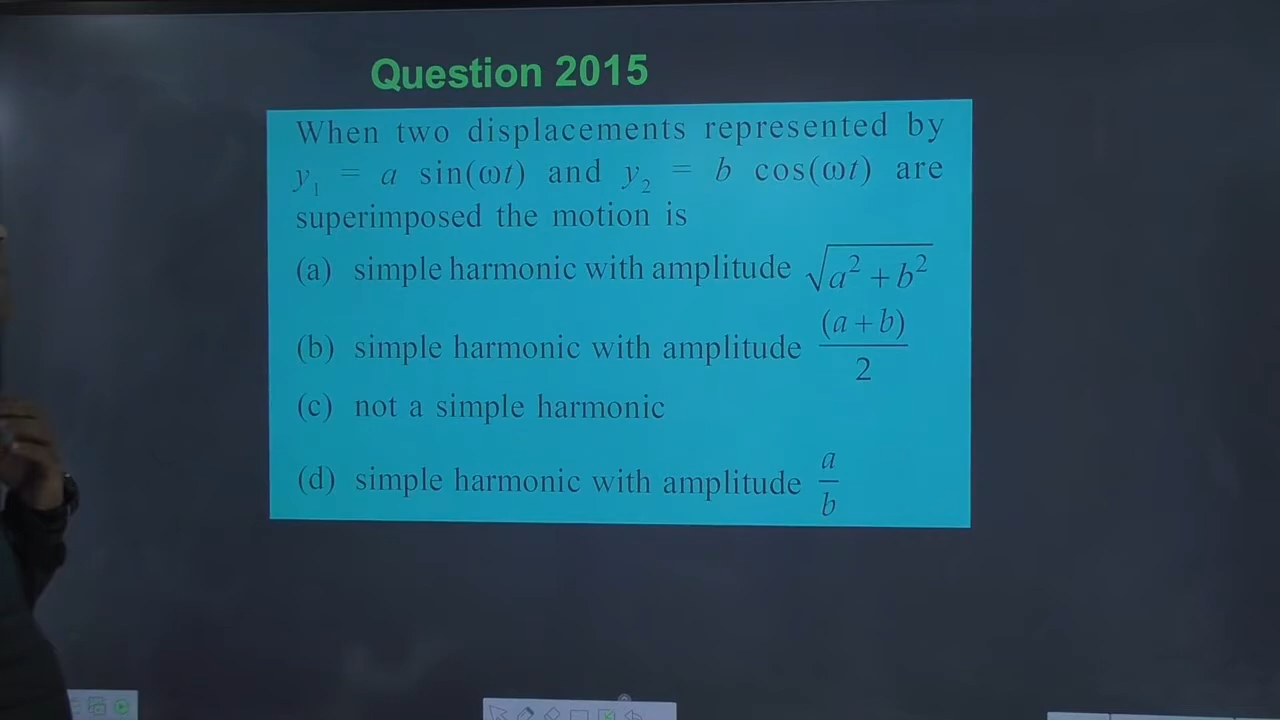 Question 2015
When two displacements represented by
y₁ = a sin(ωt) and y₂ = b cos(ωt) are
superimposed the motion is
(a) simple harmonic with amplitude √(a² + b²)
(b) simple harmonic with amplitude (a + b)/2
(c) not a simple harmonic
(d) simple harmonic with amplitude a/b